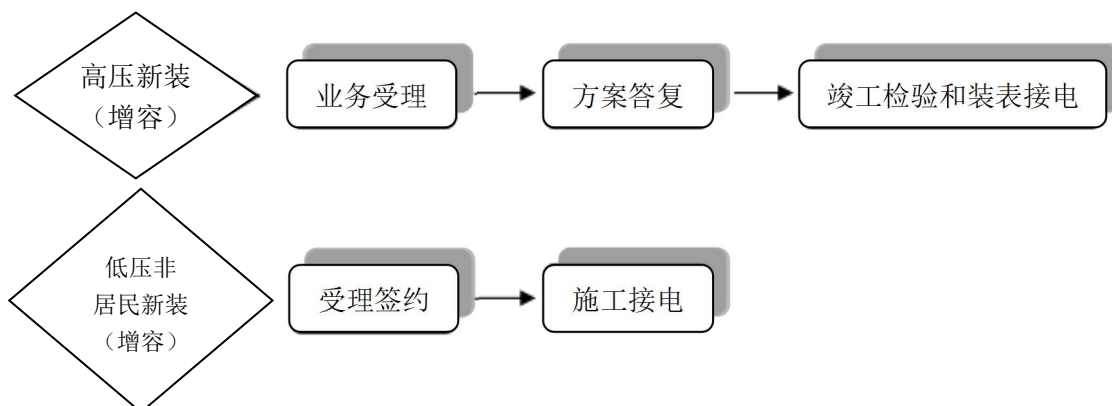 高压新装
（增容）
业务受理
方案答复
竣工检验和装表接电
低压非
居民新装
（增容）
受理签约
施工接电